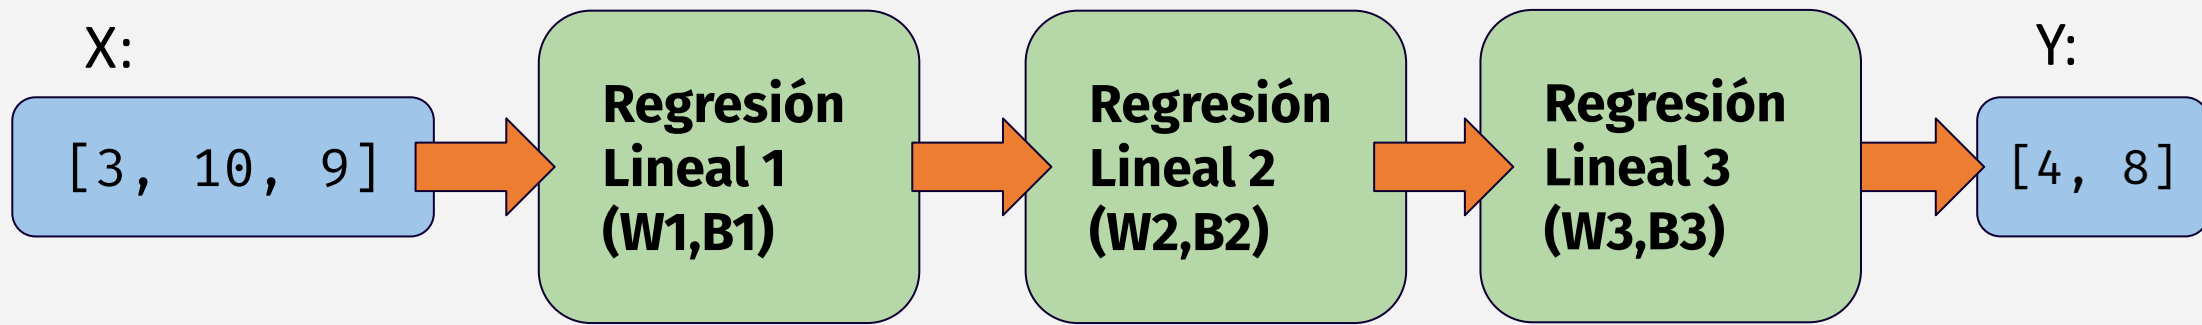 X:
[3, 10, 9]
Regresión
Lineal 1
(W1,B1)
Regresión
Lineal 2
(W2,B2)
Regresión
Lineal 3
(W3,B3)
Y:
[4, 8]